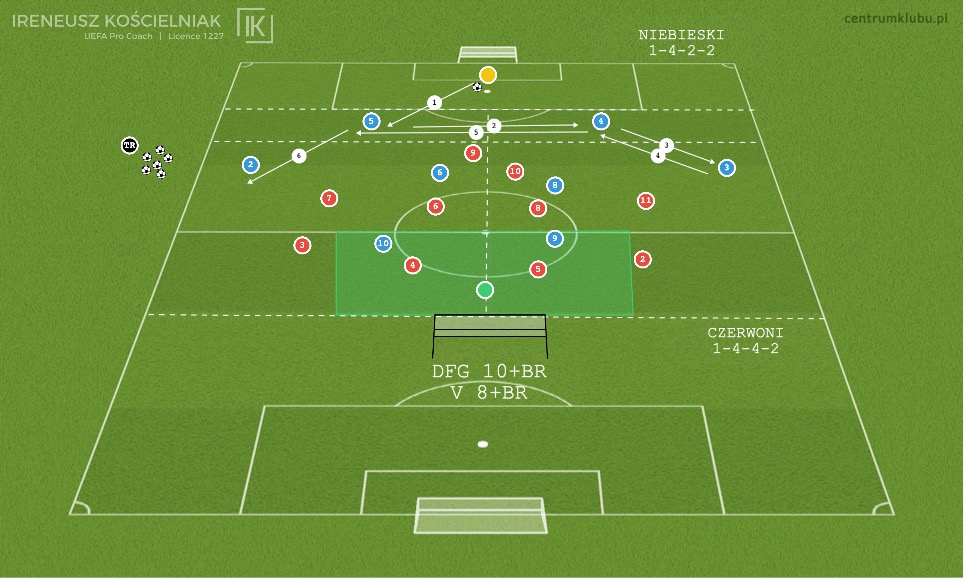 IRENEUSZ KOŚCIELNIAK
UEFA Pro Coach | Licence 1227
IK
centrumklubu.pl
NIEBIESKI
1-4-2-2
1
5
2
4
5
TR
6
3
4
2
9
3
6
10
8
7
6
8
11
3
10
9
2
4
5
CZERWONI
1-4-4-2
DFG 10+BR
V 8+BR